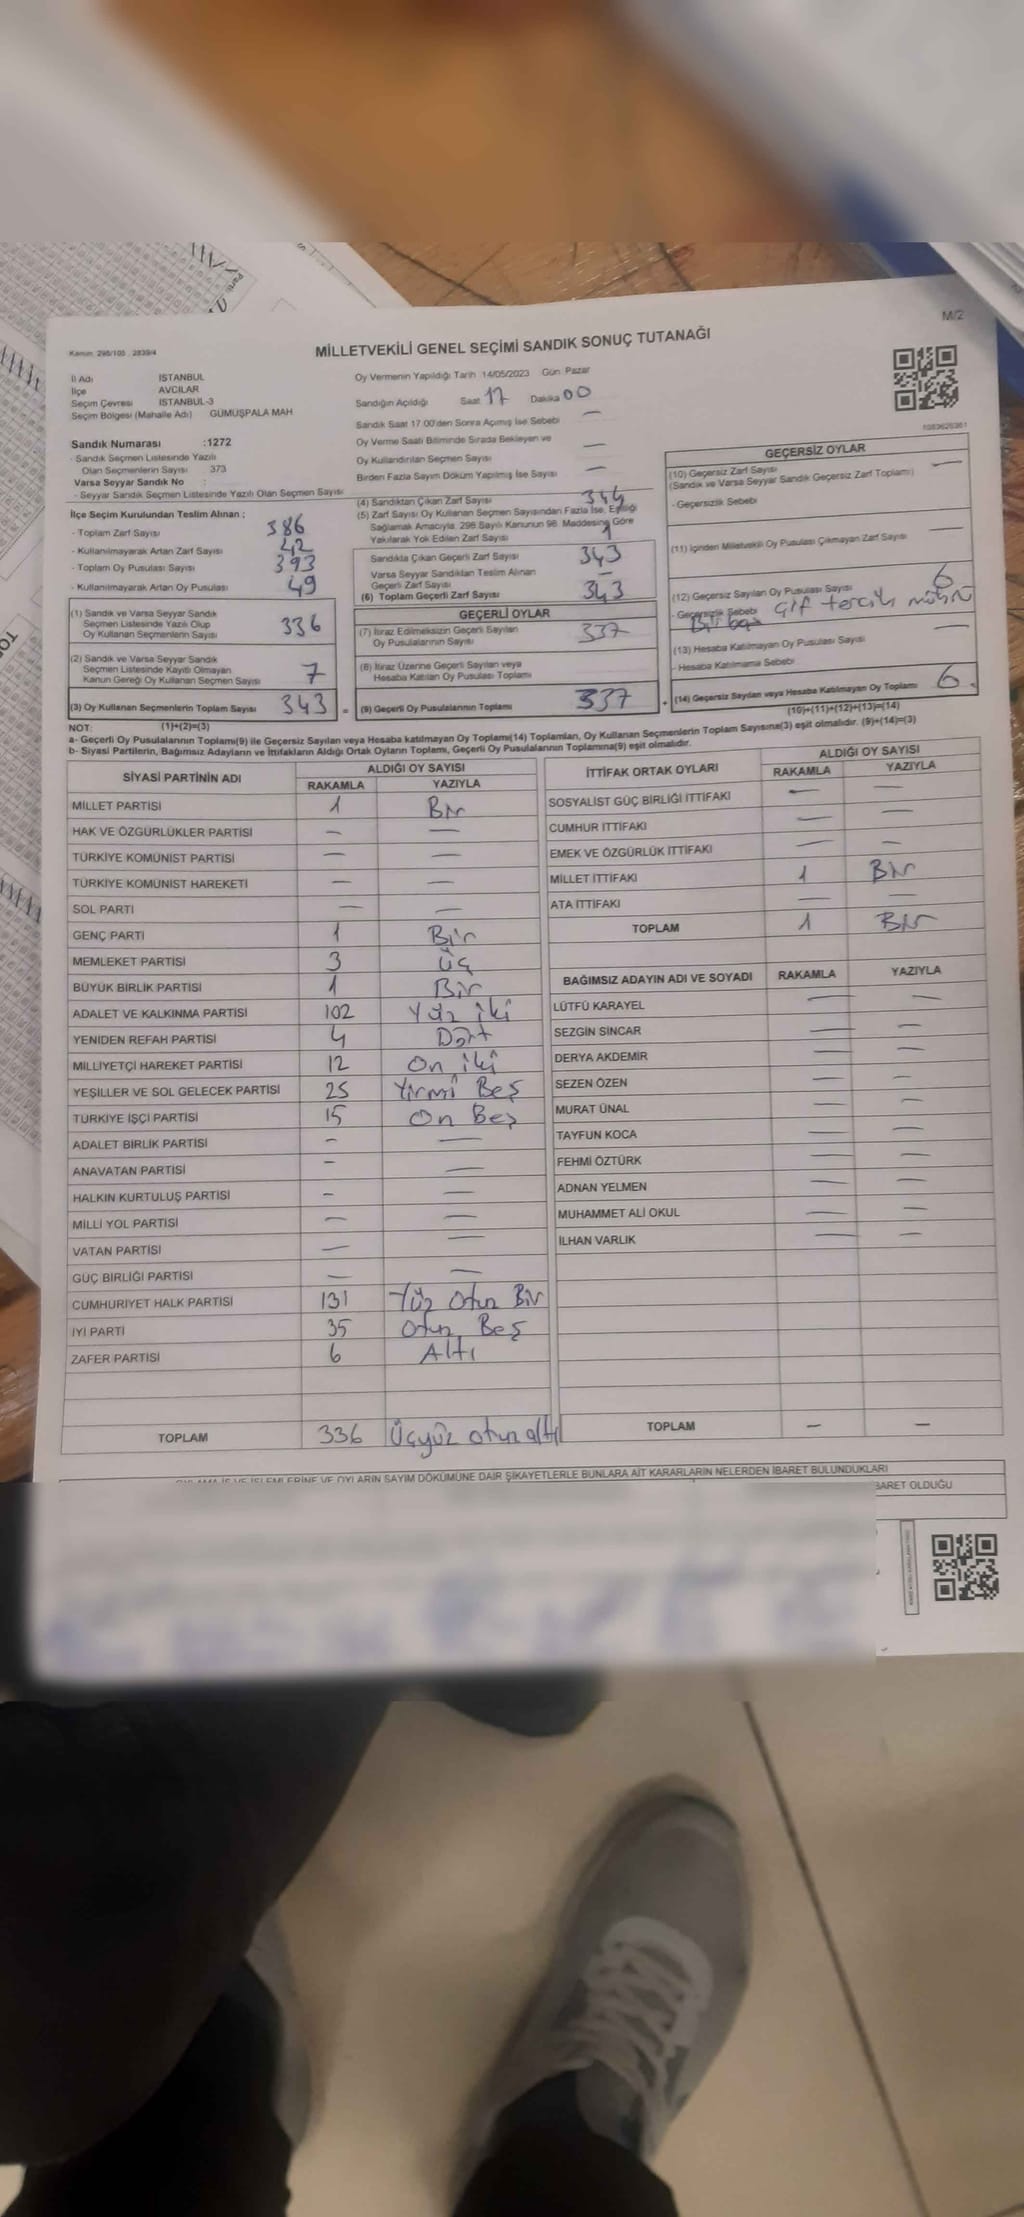 M/2
Kanun: 298/105 , 2839/4
MİLLETVEKİLİ GENEL SEÇİMİ SANDIK SONUÇ TUTANAĞI
İl Adı İSTANBUL
İlçe AVCILAR
Seçim Çevresi İSTANBUL-3
Seçim Bölgesi (Mahalle Adı) GÜMÜŞPALA MAH
Sandık Numarası :1272
- Sandık Seçmen Listesinde Yazılı
Olan Seçmenlerin Sayısı 373
Varsa Seyyar Sandık No :
- Seyyar Sandık Seçmen Listesinde Yazılı Olan Seçmen Sayısı
Oy Vermenin Yapıldığı Tarih :14/05/2023 Gün: Pazar
Sandığın Açıldığı Saat 17 Dakika 00
Sandık Saat 17.00'den Sonra Açımış İse Sebebi —
Oy Verme Saati Bitiminde Sırada Bekleyen ve
Oy Kullandırılan Seçmen Sayısı —
Birden Fazla Sayım Döküm Yapılmış İse Sayısı —
İlçe Seçim Kurulundan Teslim Alınan ;
- Toplam Zarf Sayısı 386
- Kullanılmayarak Artan Zarf Sayısı 42
- Toplam Oy Pusulası Sayısı 393
- Kullanılmayarak Artan Oy Pusulası 49
(1) Sandık ve Varsa Seyyar Sandık
Seçmen Listesinde Yazılı Olup
Oy Kullanan Seçmenlerin Sayısı 336
(2) Sandık ve Varsa Seyyar Sandık
Seçmen Listesinde Kayıtlı Olmayan
Kanun Gereği Oy Kullanan Seçmen Sayısı 7
(3) Oy Kullanan Seçmenlerin Toplam Sayısı 343 =
(1)+(2)=(3)
(4) Sandıktan Çıkan Zarf Sayısı 344
(5) Zarf Sayısı Oy Kullanan Seçmen Sayısından Fazla İse, Eşitliği
Sağlamak Amacıyla, 298 Sayılı Kanunun 98. Maddesine Göre
Yakılarak Yok Edilen Zarf Sayısı 1
Sandıkta Çıkan Geçerli Zarf Sayısı 343
Varsa Seyyar Sandıktan Teslim Alınan
Geçerli Zarf Sayısı —
(6) Toplam Geçerli Zarf Sayısı 343
GEÇERLİ OYLAR
(7) İtiraz Edilmeksizin Geçerli Sayılan
Oy Pusulalarının Sayısı 337
(8) İtiraz Üzerine Geçerli Sayılan veya
Hesaba Katılan Oy Pusulası Toplamı
(9) Geçerli Oy Pusulalarının Toplamı 337 +
1083626361
GEÇERSİZ OYLAR
(10) Geçersiz Zarf Sayısı
(Sandık ve Varsa Seyyar Sandık Geçersiz Zarf Toplamı) —
- Geçersizlik Sebebi
(11) İçinden Milletvekili Oy Pusulası Çıkmayan Zarf Sayısı —
(12) Geçersiz Sayılan Oy Pusulası Sayısı 6
- Geçersizlik Sebebi çift tercih mührü
(13) Hesaba Katılmayan Oy Pusulası Sayısı —
- Hesaba Katılmama Sebebi
(14) Geçersiz Sayılan veya Hesaba Katılmayan Oy Toplamı 6.
(10)+(11)+(12)+(13)=(14)
NOT:
a- Geçerli Oy Pusulalarının Toplamı(9) ile Geçersiz Sayılan veya Hesaba katılmayan Oy Toplamı(14) Toplamları, Oy Kullanan Seçmenlerin Toplam Sayısına(3) eşit olmalıdır. (9)+(14)=(3)
b- Siyasi Partilerin, Bağımsız Adayların ve İttifakların Aldığı Ortak Oyların Toplamı, Geçerli Oy Pusulalarının Toplamına(9) eşit olmalıdır.
SİYASİ PARTİNİN ADI ALDIĞI OY SAYISI
RAKAMLA YAZIYLA
MİLLET PARTİSİ 1 Bir
HAK VE ÖZGÜRLÜKLER PARTİSİ — —
TÜRKİYE KOMÜNİST PARTİSİ — —
TÜRKİYE KOMÜNİST HAREKETİ — —
SOL PARTİ — —
GENÇ PARTİ 1 Bir
MEMLEKET PARTİSİ 3 üç
BÜYÜK BİRLİK PARTİSİ 1 Bir
ADALET VE KALKINMA PARTİSİ 102 Yüz iki
YENİDEN REFAH PARTİSİ 4 Dört
MİLLİYETÇİ HAREKET PARTİSİ 12 On iki
YEŞİLLER VE SOL GELECEK PARTİSİ 25 Yirmi Beş
TÜRKİYE İŞÇİ PARTİSİ 15 On Beş
ADALET BİRLİK PARTİSİ — —
ANAVATAN PARTİSİ — —
HALKIN KURTULUŞ PARTİSİ — —
MİLLİ YOL PARTİSİ — —
VATAN PARTİSİ — —
GÜÇ BİRLİĞİ PARTİSİ — —
CUMHURİYET HALK PARTİSİ 131 Yüz Otuz Bir
İYİ PARTİ 35 Otuz Beş
ZAFER PARTİSİ 6 Altı
TOPLAM 336 Üçyüz otuz altı
İTTİFAK ORTAK OYLARI ALDIĞI OY SAYISI
RAKAMLA YAZIYLA
SOSYALİST GÜÇ BİRLİĞİ İTTİFAKI — —
CUMHUR İTTİFAKI — —
EMEK VE ÖZGÜRLÜK İTTİFAKI — —
MİLLET İTTİFAKI 1 Bir
ATA İTTİFAKI — —
TOPLAM 1 Bir
BAĞIMSIZ ADAYIN ADI VE SOYADI RAKAMLA YAZIYLA
LÜTFÜ KARAYEL — —
SEZGİN SİNCAR — —
DERYA AKDEMİR — —
SEZEN ÖZEN — —
MURAT ÜNAL — —
TAYFUN KOCA — —
FEHMİ ÖZTÜRK — —
ADNAN YELMEN — —
MUHAMMET ALİ OKUL — —
İLHAN VARLIK — —
TOPLAM — —
OYLAMA İŞ VE İŞLEMLERİNE VE OYLARIN SAYIM DÖKÜMÜNE DAİR ŞİKAYETLERLE BUNLARA AİT KARARLARIN NELERDEN İBARET BULUNDUKLARI
BARET OLDUĞU